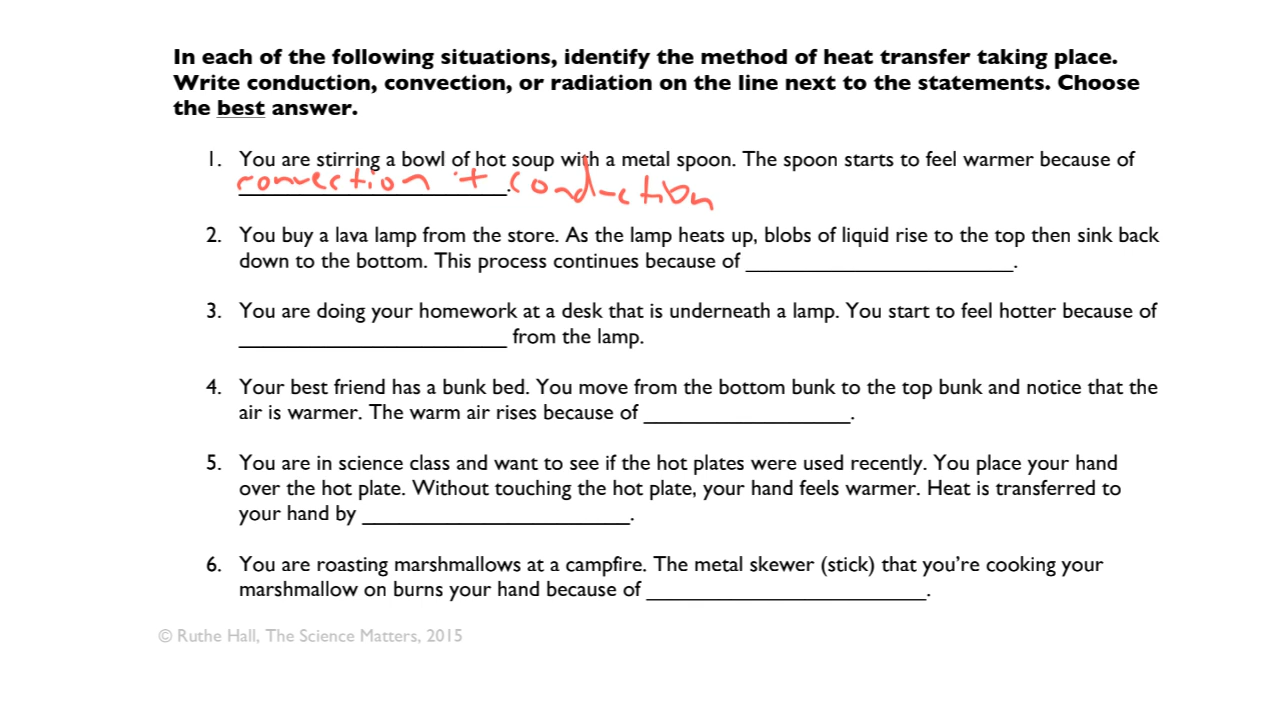 In each of the following situations, identify the method of heat transfer taking place.
Write conduction, convection, or radiation on the line next to the statements. Choose
the best answer.
1. You are stirring a bowl of hot soup with a metal spoon. The spoon starts to feel warmer because of
convection + conduction
____________________.
2. You buy a lava lamp from the store. As the lamp heats up, blobs of liquid rise to the top then sink back
down to the bottom. This process continues because of ____________________.
3. You are doing your homework at a desk that is underneath a lamp. You start to feel hotter because of
____________________ from the lamp.
4. Your best friend has a bunk bed. You move from the bottom bunk to the top bunk and notice that the
air is warmer. The warm air rises because of ____________________.
5. You are in science class and want to see if the hot plates were used recently. You place your hand
over the hot plate. Without touching the hot plate, your hand feels warmer. Heat is transferred to
your hand by ____________________.
6. You are roasting marshmallows at a campfire. The metal skewer (stick) that you’re cooking your
marshmallow on burns your hand because of ____________________.
© Ruthe Hall, The Science Matters, 2015